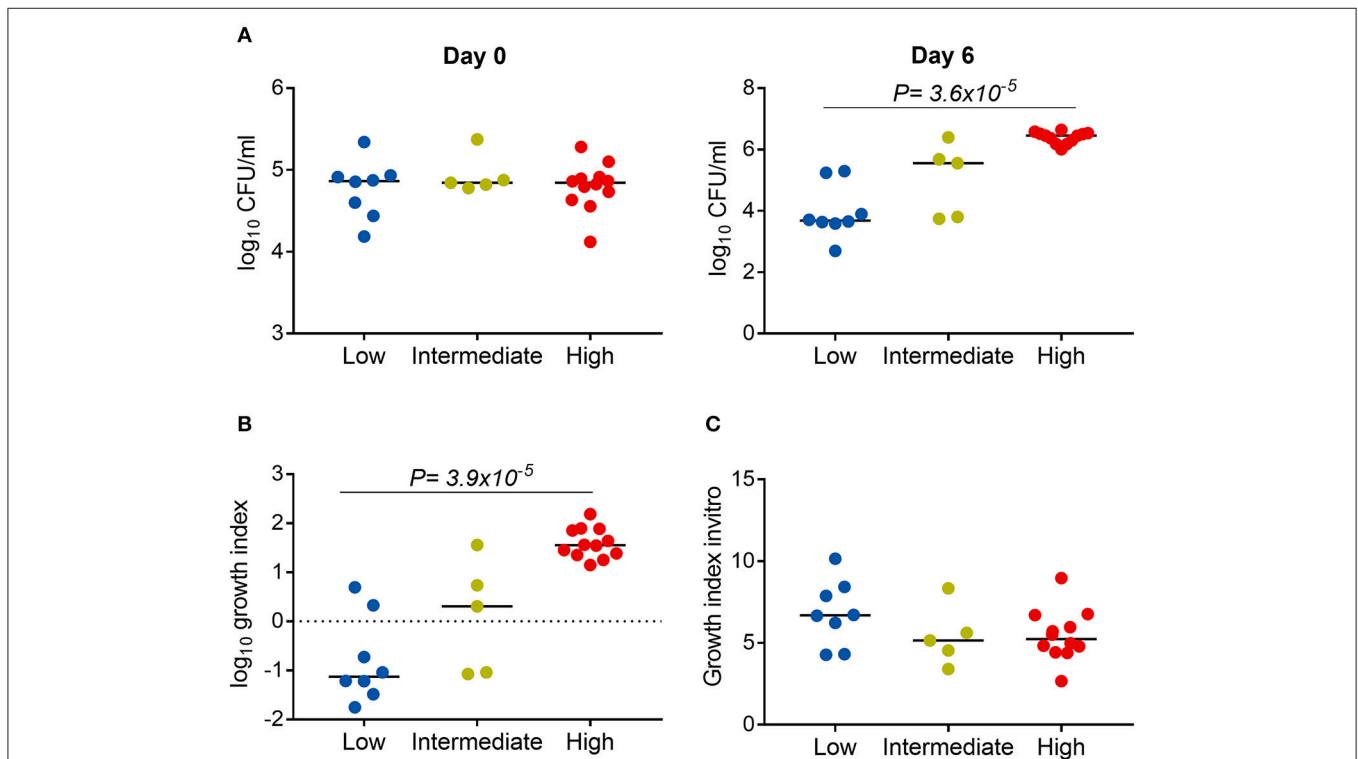 A
Day 0
Day 6
6
5
4
3
log10 CFU/ml
Low Intermediate High
P= 3.6x10-5
8
6
4
2
0
log10 CFU/ml
Low Intermediate High
B
P= 3.9x10-5
3
2
1
0
-1
-2
log10 growth index
Low Intermediate High
C
15
10
5
0
Growth index invitro
Low Intermediate High